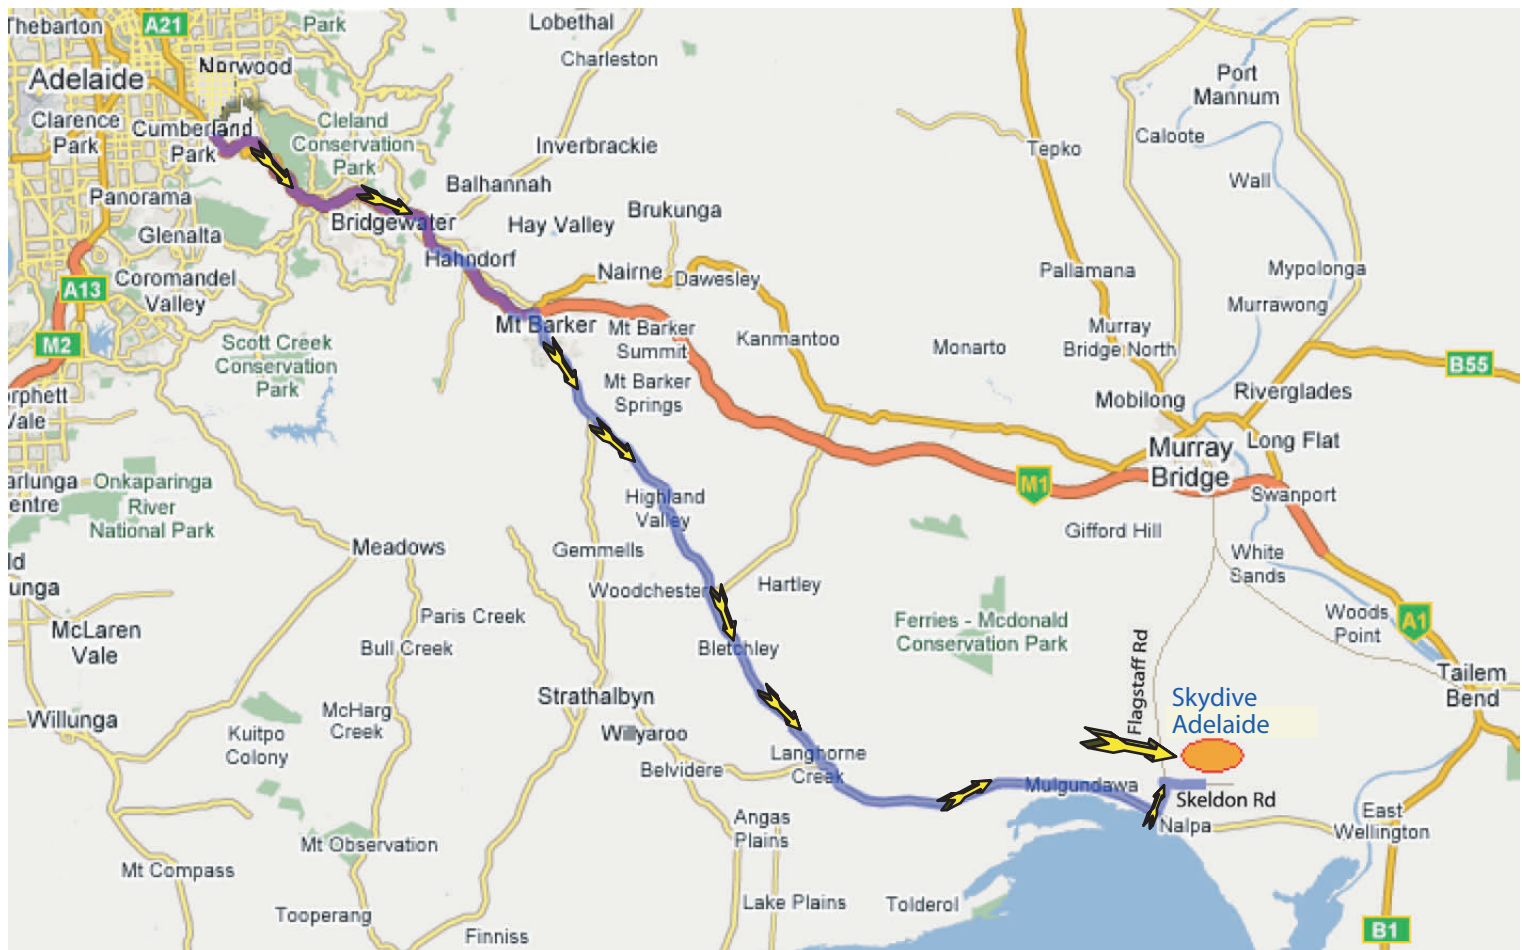 Thebarton
A21
Park
Lobethal
Charleston
Norwood
Adelaide
Port
Mannum
Clarence
Park
Cumberland
Park
Cleland
Conservation
Park
Inverbrackie
Tepko
Caloote
Balhannah
Wall
Panorama
Brukunga
Bridgewater
Hay Valley
Glenalta
Hahndorf
Nairne
Dawesley
Pallamana
Mypolonga
Coromandel
Valley
A13
Murrawong
Mt Barker
Mt Barker
Summit
Kanmantoo
Monarto
Murray
Bridge North
M2
Scott Creek
Conservation
Park
B55
Mt Barker
Springs
Mobilong
Riverglades
orphett
Vale
Murray
Bridge
Long Flat
M1
Swanport
arlunga
entre
Onkaparinga
River
National Park
Highland
Valley
Gifford Hill
Meadows
Gemmells
White
Sands
ld
unga
Woodchester
Hartley
Paris Creek
Ferries - Mcdonald
Conservation Park
Woods
Point
A1
McLaren
Vale
Bull Creek
Bletchley
Flagstaff Rd
Tailem
Bend
Strathalbyn
Skydive
Adelaide
Willunga
McHarg
Creek
Kuitpo
Colony
Willyaroo
Langhorne
Creek
Belvidere
Mulgundawa
Skeldon Rd
Nalpa
East
Wellington
Angas
Plains
Mt Observation
Mt Compass
Lake Plains
Tolderol
Tooperang
Finniss
B1